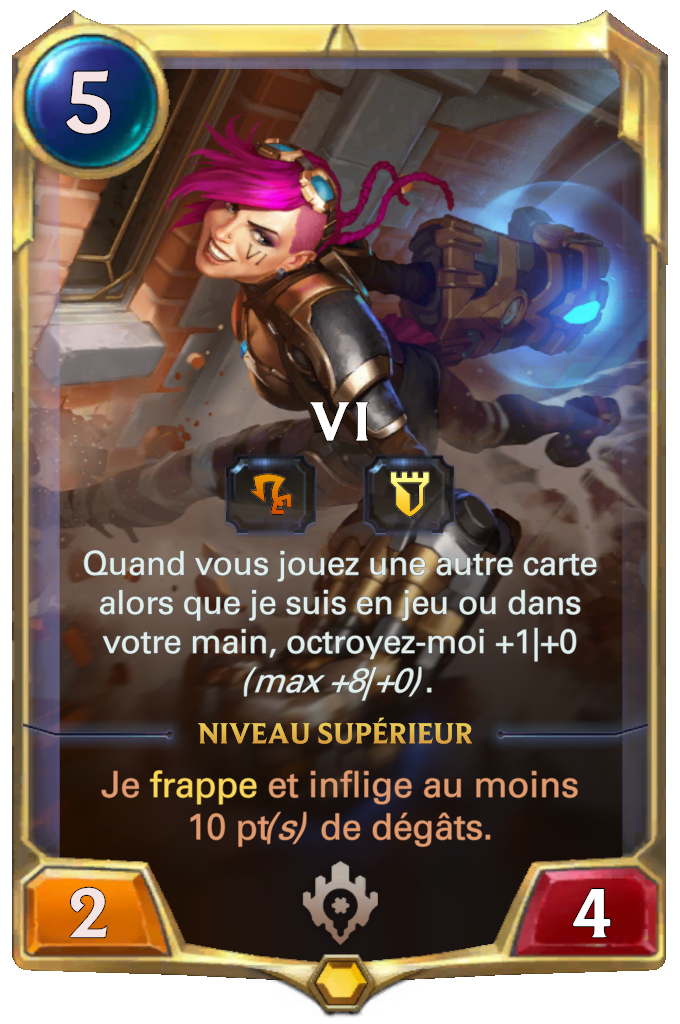 5
VI
VI
Quand vous jouez une autre carte
alors que je suis en jeu ou dans
votre main, octroyez-moi +1|+0
(max +8|+0).
NIVEAU SUPÉRIEUR
Je frappe et inflige au moins
10 pt(s) de dégâts.
2
4